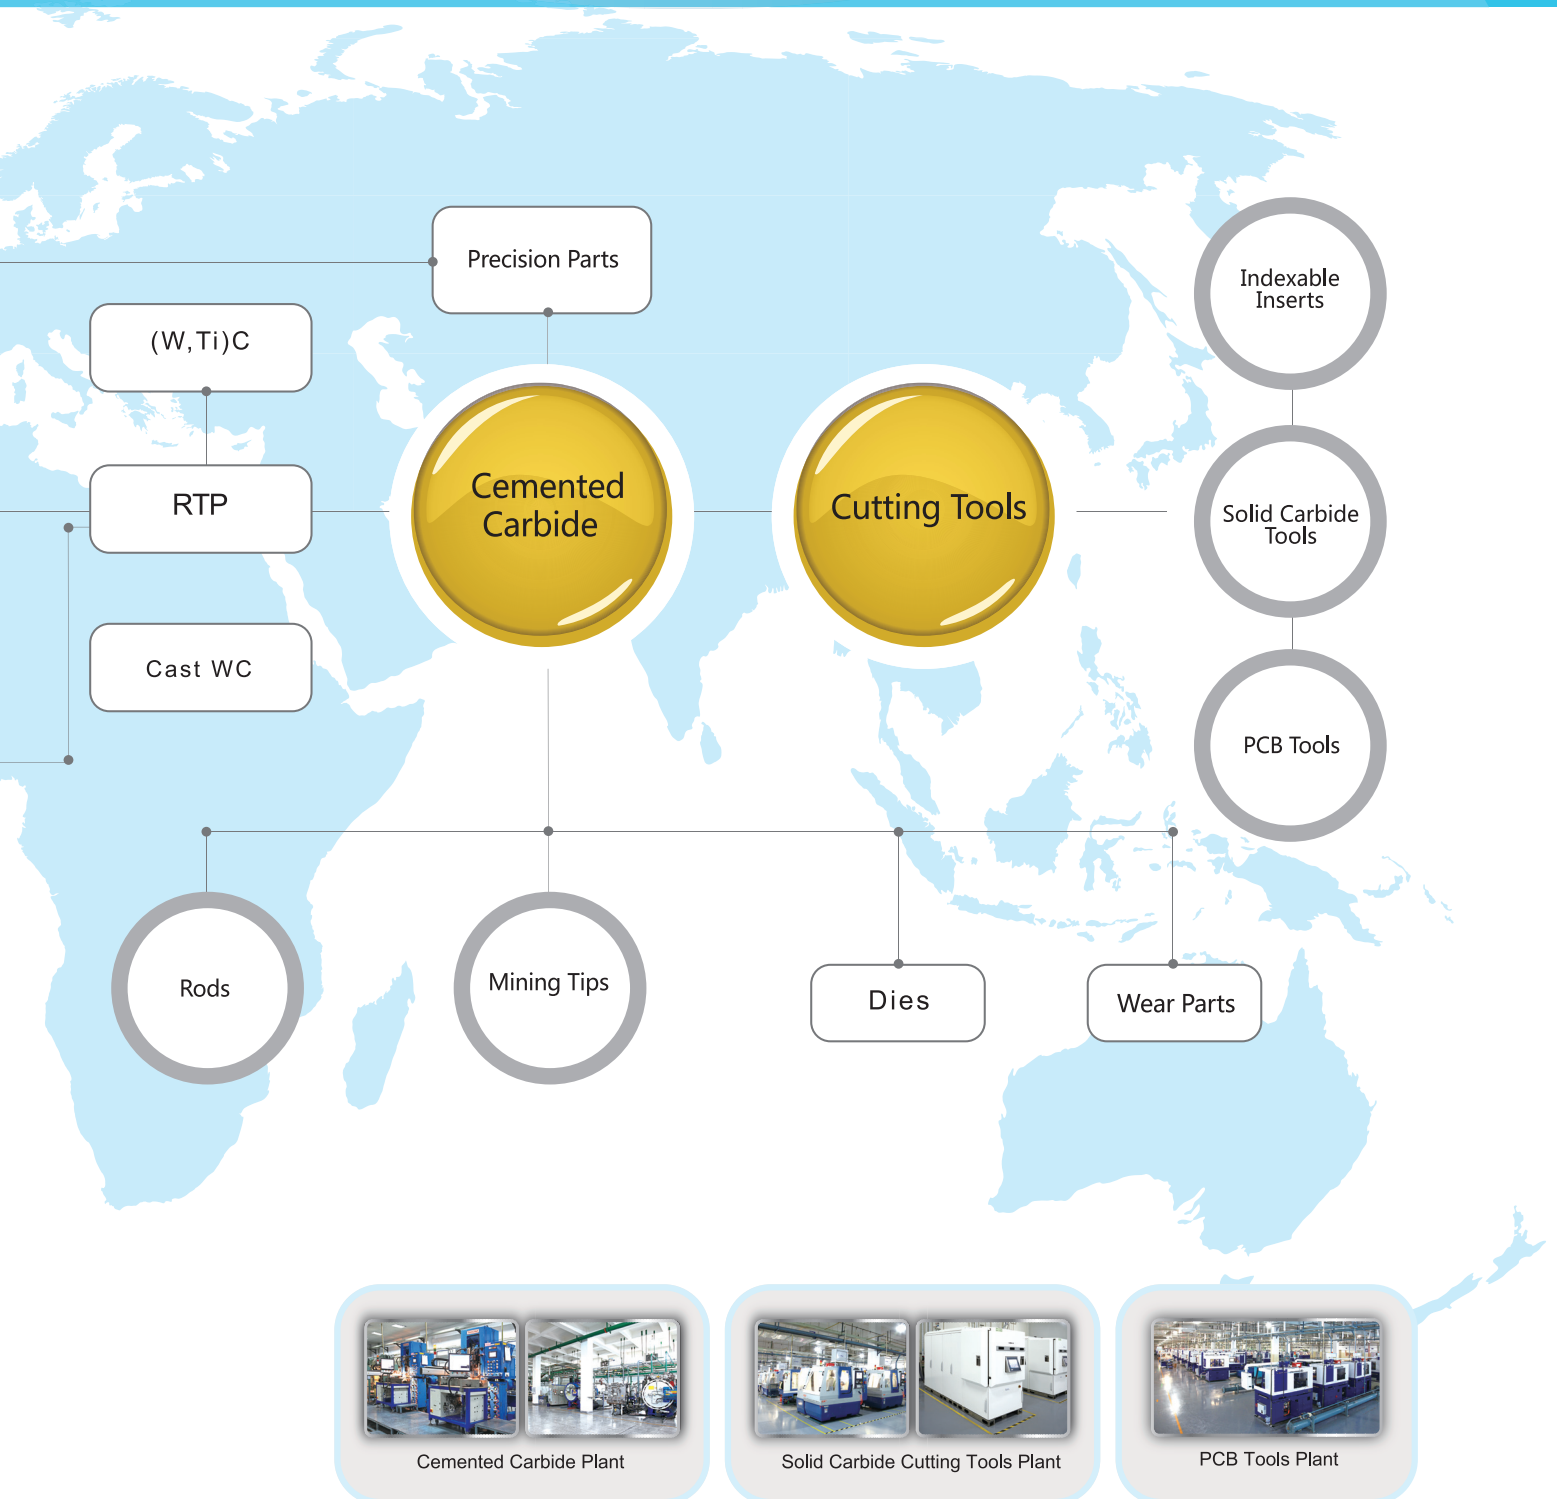 Precision Parts
(W,Ti)C
RTP
Cast WC
Cemented
Carbide
Cutting Tools
Indexable
Inserts
Solid Carbide
Tools
PCB Tools
Rods
Mining Tips
Dies
Wear Parts
Cemented Carbide Plant
Solid Carbide Cutting Tools Plant
PCB Tools Plant